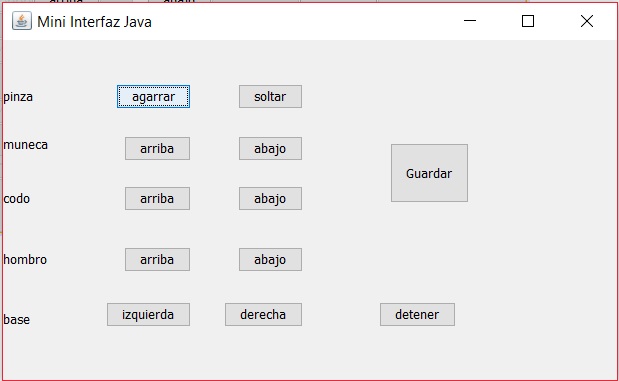 Mini Interfaz Java
pinza agarrar soltar
muneca arriba abajo
Guardar
codo arriba abajo
hombro arriba abajo
base izquierda derecha detener